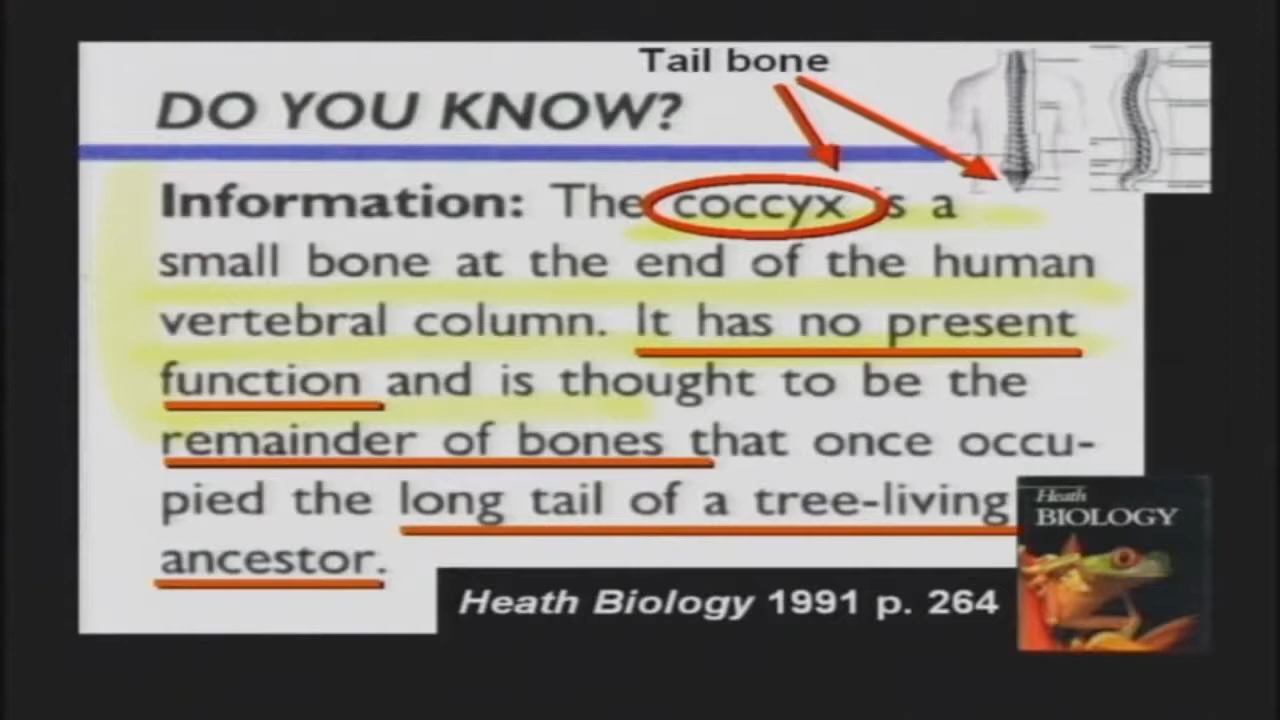 Tail bone
DO YOU KNOW?
Information: The coccyx is a
small bone at the end of the human
vertebral column. It has no present
function and is thought to be the
remainder of bones that once occu-
pied the long tail of a tree-living
ancestor.
Heath
BIOLOGY
Heath Biology 1991 p. 264